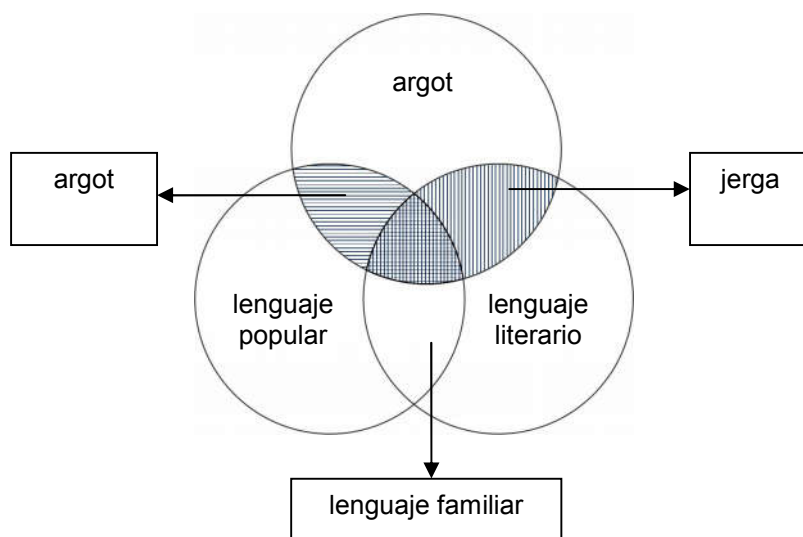 argot
argot
jerga
lenguaje
popular
lenguaje
literario
lenguaje familiar